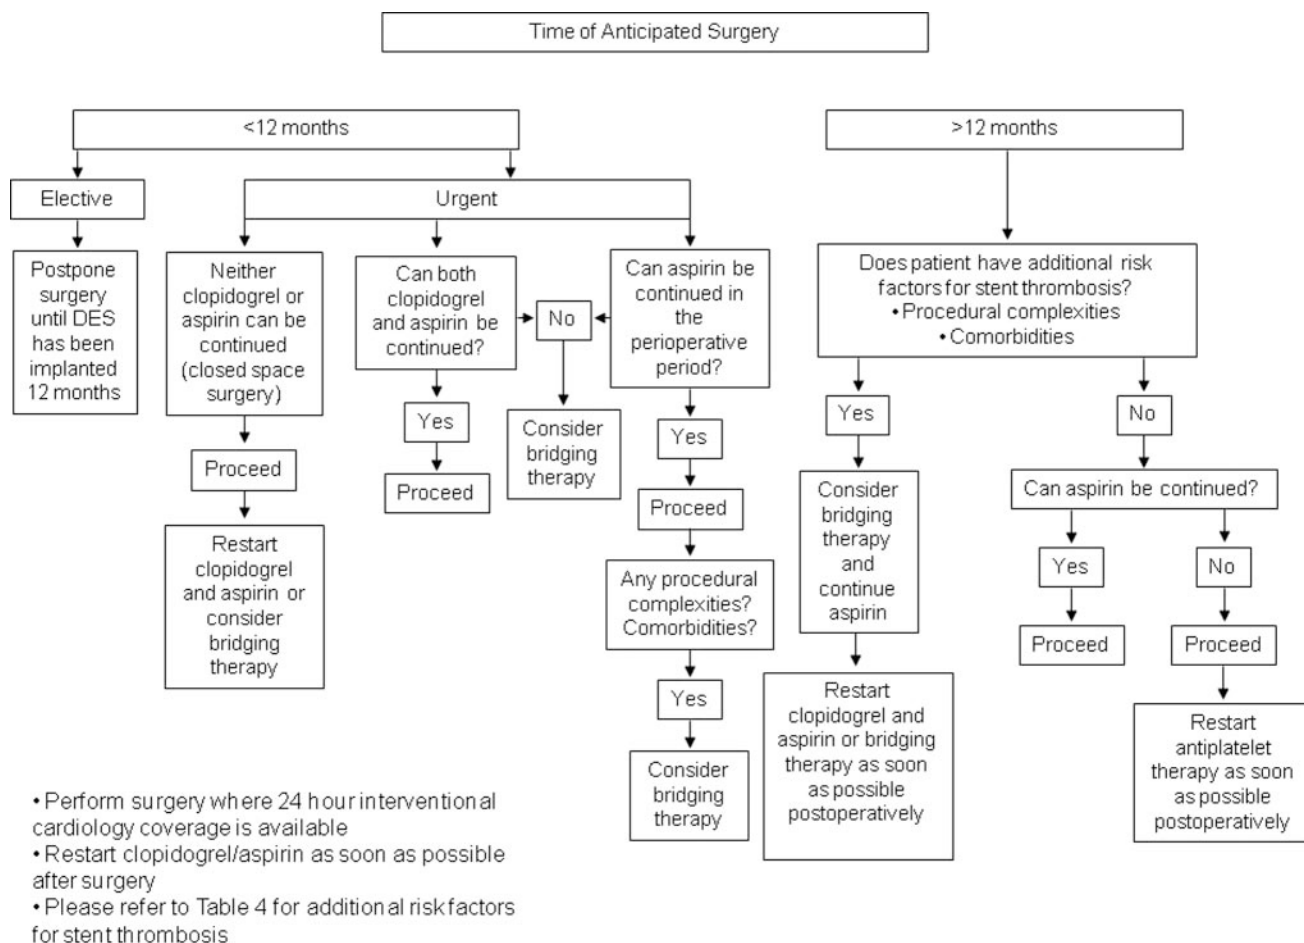 Time of Anticipated Surgery
<12 months
>12 months
Elective
Urgent
Postpone
surgery
until DES
has been
implanted
12 months
Neither
clopidogrel or
aspirin can be
continued
(closed space
surgery)
Proceed
Restart
clopidogrel
and aspirin or
consider
bridging
therapy
Can both
clopidogrel
and aspirin be
continued?
Yes
Proceed
No
Consider
bridging
therapy
Can aspirin be
continued in
the
perioperative
period?
Yes
Proceed
Any procedural
complexities?
Comorbidities?
Yes
Consider
bridging
therapy
Does patient have additional risk
factors for stent thrombosis?
• Procedural complexities
• Comorbidities
Yes
Consider
bridging
therapy
and
continue
aspirin
Restart
clopidogrel and
aspirin or bridging
therapy as soon
as possible
postoperatively
No
Can aspirin be continued?
Yes
Proceed
No
Proceed
Restart
antiplatelet
therapy as soon
as possible
postoperatively
• Perform surgery where 24 hour interventional
cardiology coverage is available
• Restart clopidogrel/aspirin as soon as possible
after surgery
• Please refer to Table 4 for additional risk factors
for stent thrombosis